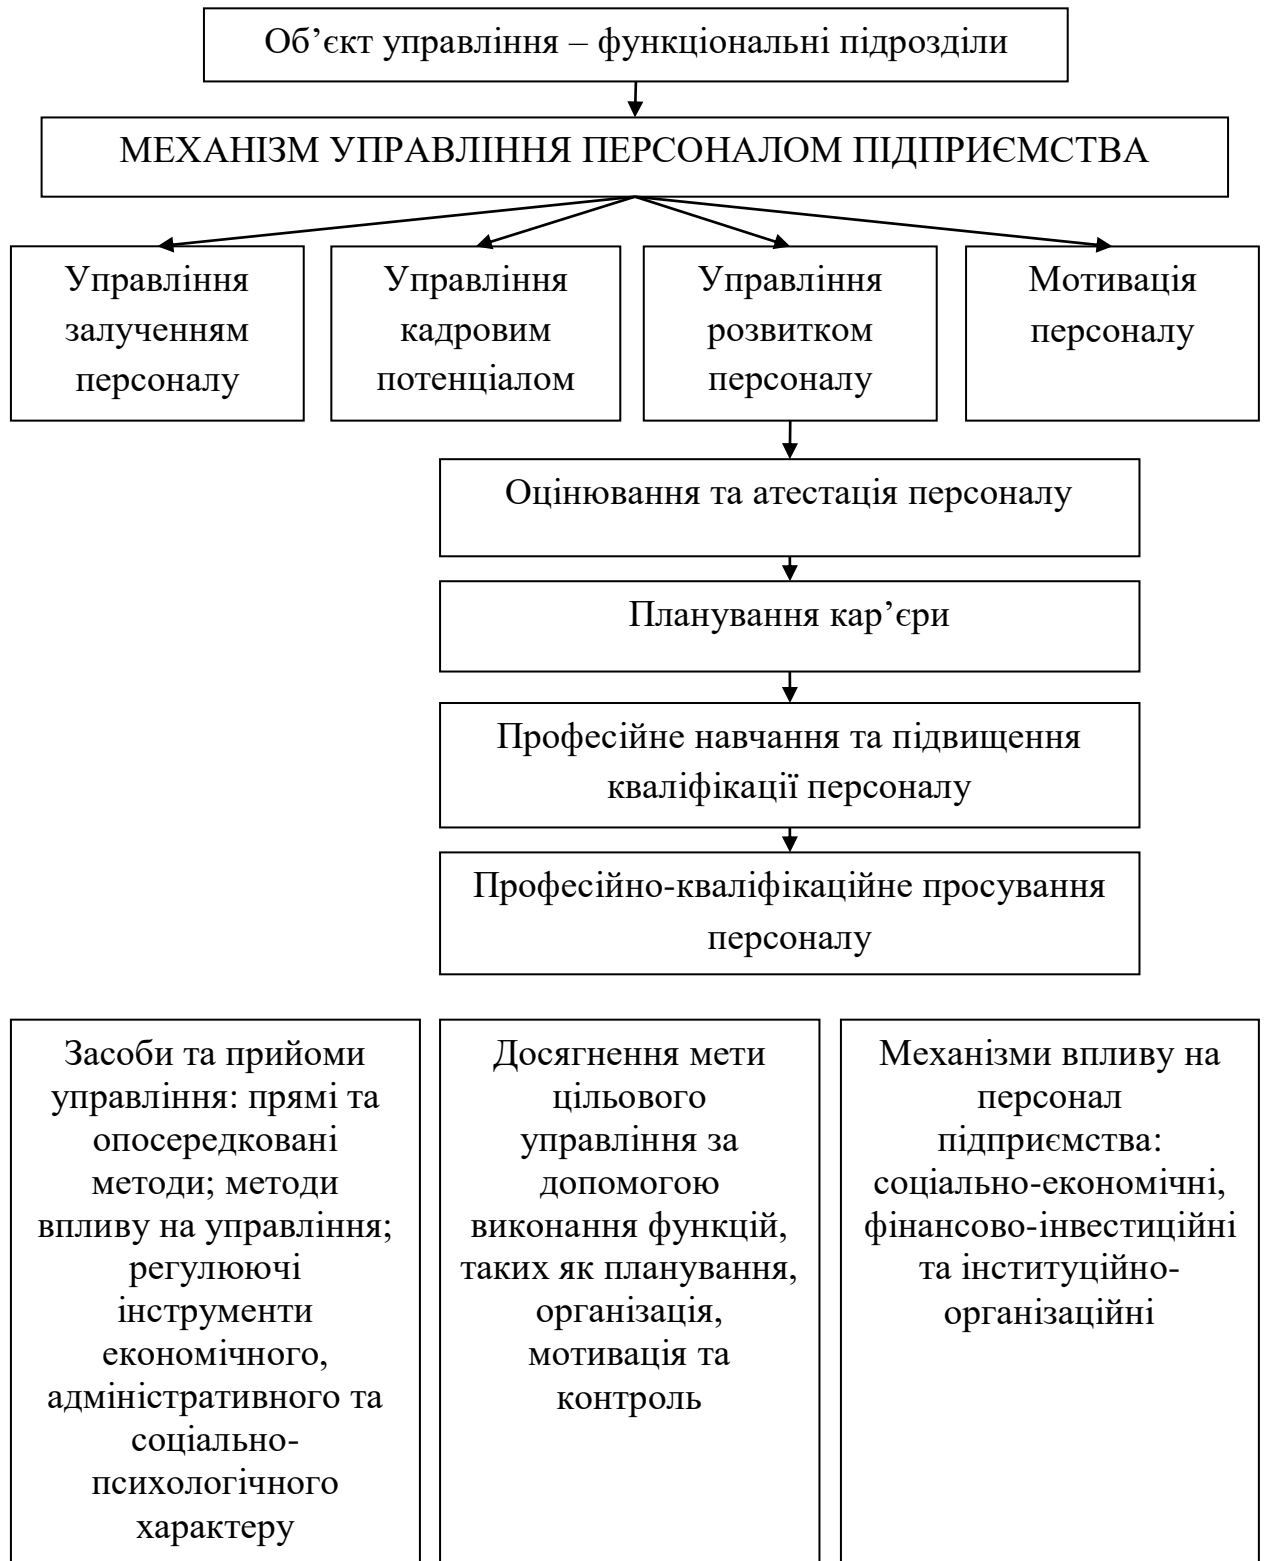 Об’єкт управління – функціональні підрозділи
МЕХАНІЗМ УПРАВЛІННЯ ПЕРСОНАЛОМ ПІДПРИЄМСТВА
Управління
залученням
персоналу
Управління
кадровим
потенціалом
Управління
розвитком
персоналу
Мотивація
персоналу
Оцінювання та атестація персоналу
Планування кар’єри
Професійне навчання та підвищення
кваліфікації персоналу
Професійно-кваліфікаційне просування
персоналу
Засоби та прийоми
управління: прямі та
опосередковані
методи; методи
впливу на управління;
регулюючі
інструменти
економічного,
адміністративного та
соціально-
психологічного
характеру
Досягнення мети
цільового
управління за
допомогою
виконання функцій,
таких як планування,
організація,
мотивація та
контроль
Механізми впливу на
персонал
підприємства:
соціально-економічні,
фінансово-інвестиційні
та інституційно-
організаційні